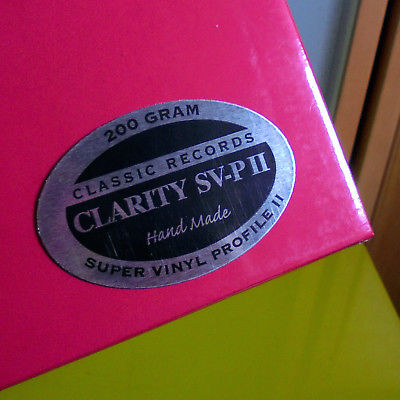 200 GRAM
CLASSIC RECORDS
CLARITY SV-P II
Hand Made
SUPER VINYL PROFILE II